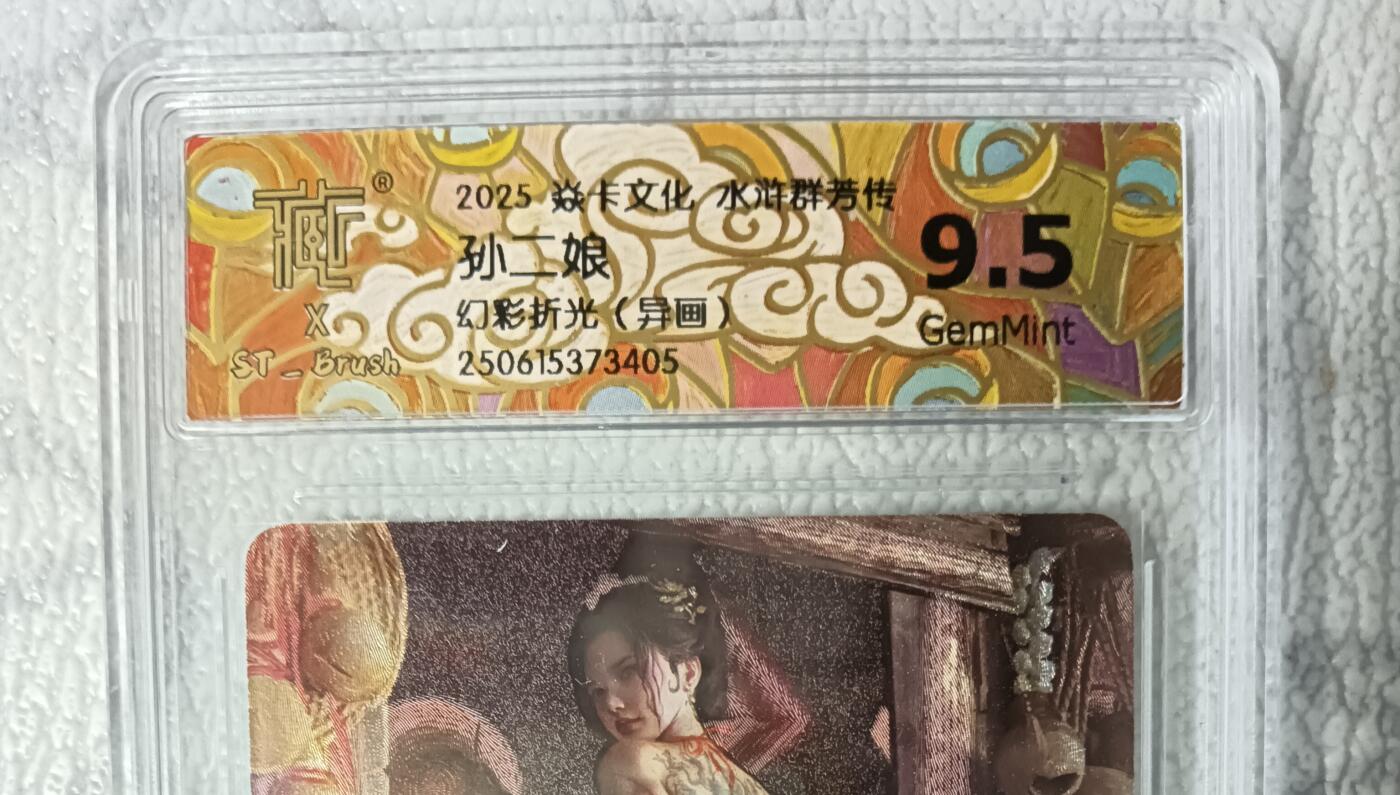 藏®
X
ST_Brush
2025 焱卡文化 水浒群芳传
孙二娘
幻彩折光（异画）
250615373405
9.5
GemMint